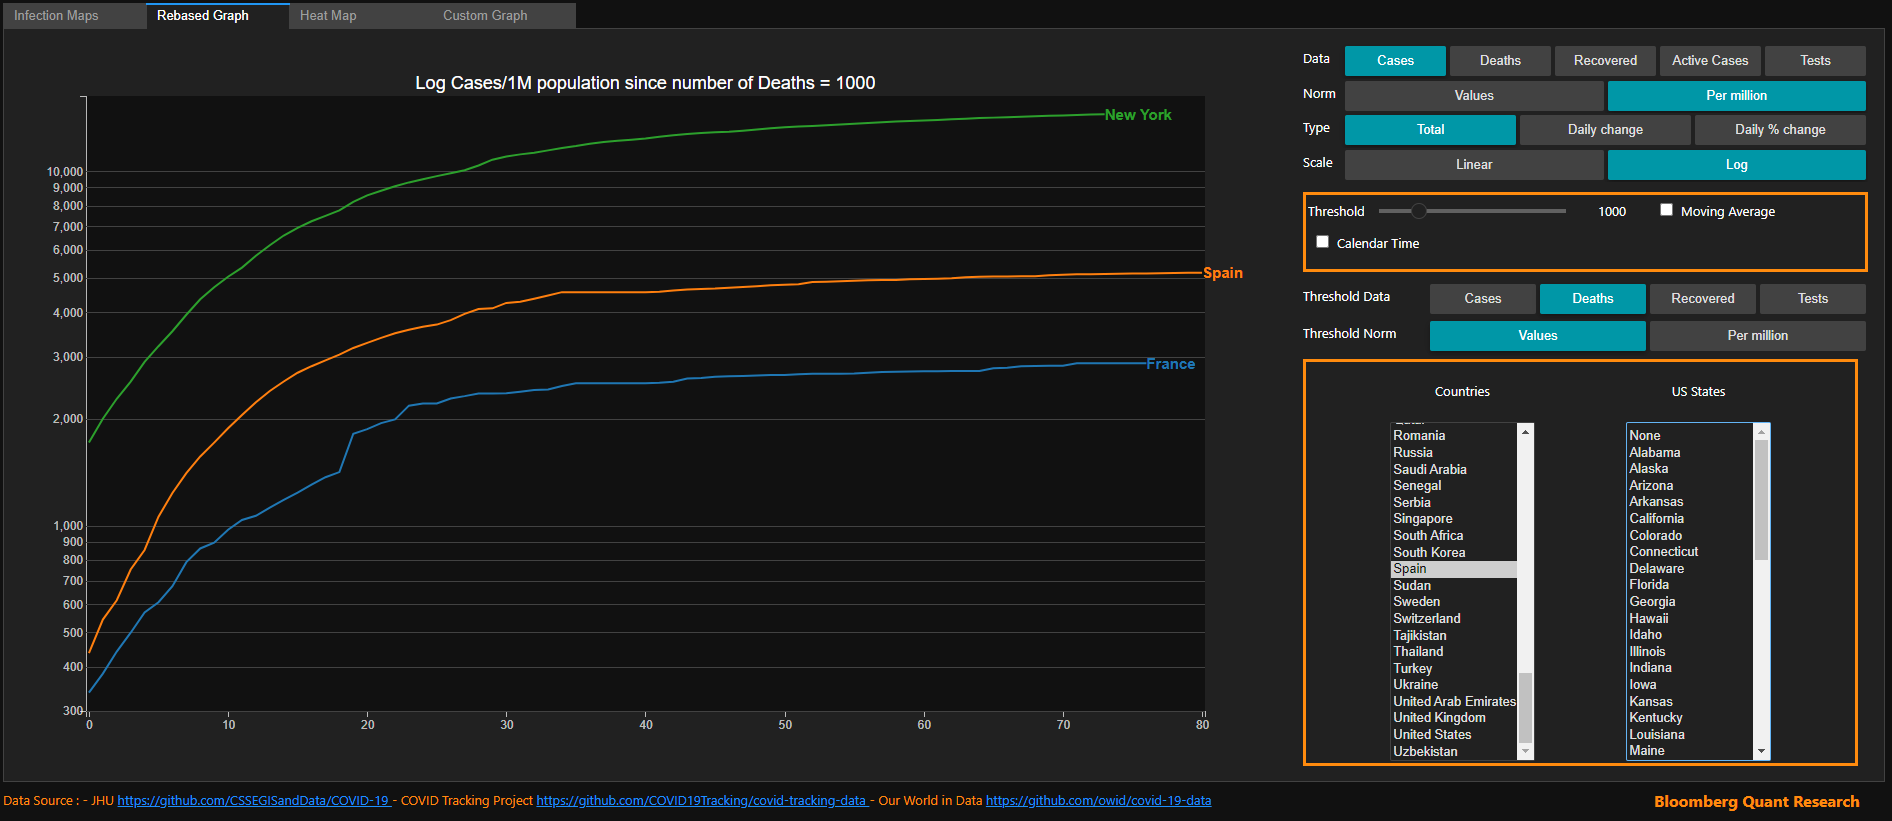 Infection Maps
Rebased Graph
Heat Map
Custom Graph
Log Cases/1M population since number of Deaths = 1000
10,000
9,000
8,000
7,000
6,000
5,000
4,000
3,000
2,000
1,000
900
800
700
600
500
400
300
0
10
20
30
40
50
60
70
80
New York
Spain
France
Data
Cases
Deaths
Recovered
Active Cases
Tests
Norm
Values
Per million
Type
Total
Daily change
Daily % change
Scale
Linear
Log
Threshold
1000
Moving Average
Calendar Time
Threshold Data
Cases
Deaths
Recovered
Tests
Threshold Norm
Values
Per million
Countries
Romania
Russia
Saudi Arabia
Senegal
Serbia
Singapore
South Africa
South Korea
Spain
Sudan
Sweden
Switzerland
Tajikistan
Thailand
Turkey
Ukraine
United Arab Emirates
United Kingdom
United States
Uzbekistan
US States
None
Alabama
Alaska
Arizona
Arkansas
California
Colorado
Connecticut
Delaware
Florida
Georgia
Hawaii
Idaho
Illinois
Indiana
Iowa
Kansas
Kentucky
Louisiana
Maine
Data Source : - JHU https://github.com/CSSEGISandData/COVID-19 - COVID Tracking Project https://github.com/COVID19Tracking/covid-tracking-data - Our World in Data https://github.com/owid/covid-19-data
Bloomberg Quant Research